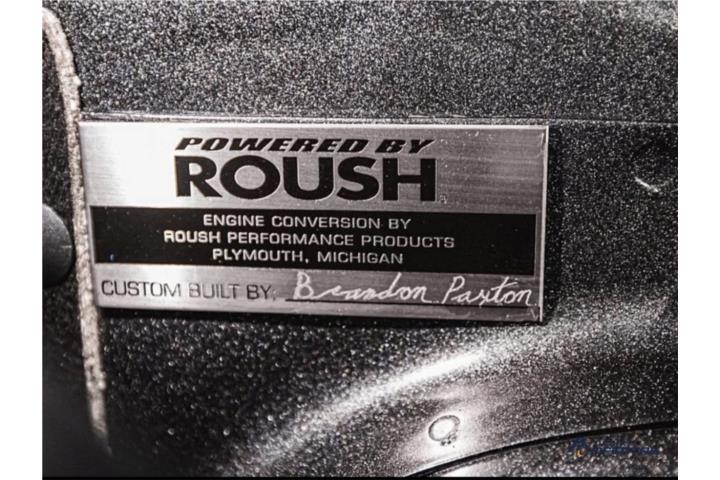 POWERED BY
ROUSH
ENGINE CONVERSION BY
ROUSH PERFORMANCE PRODUCTS
PLYMOUTH, MICHIGAN
CUSTOM BUILT BY: Brandon Paxton